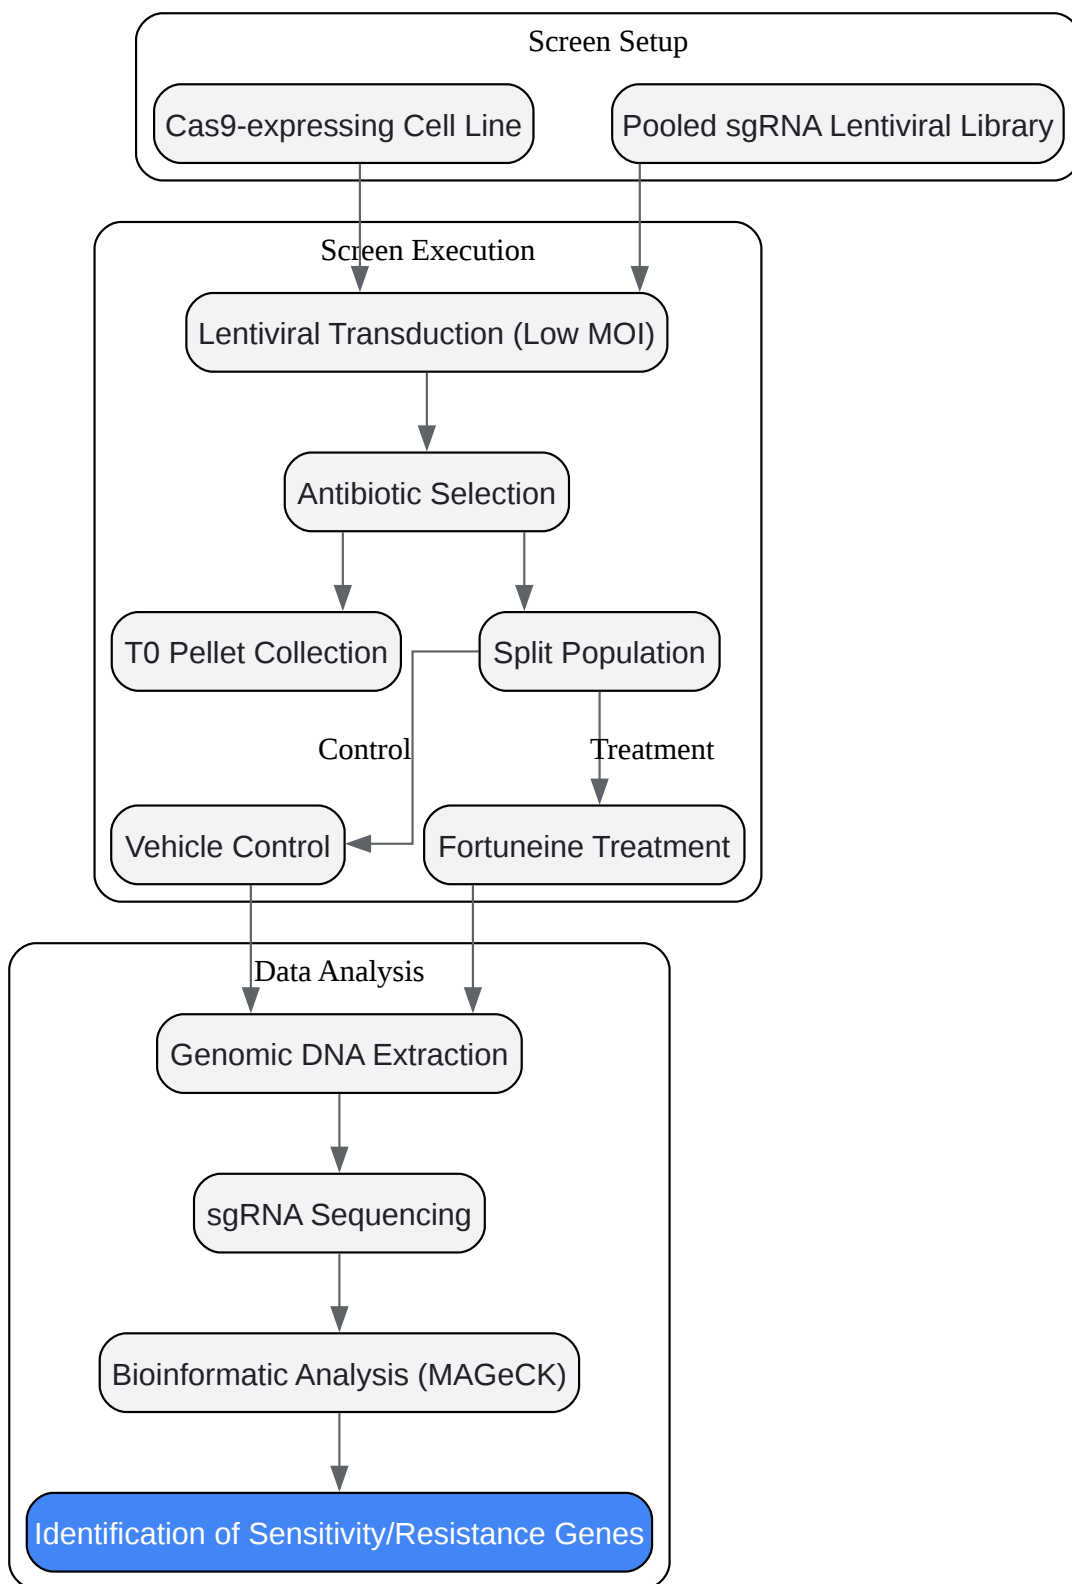 Screen Setup
Cas9-expressing Cell Line
Pooled sgRNA Lentiviral Library
Screen Execution
Lentiviral Transduction (Low MOI)
Antibiotic Selection
T0 Pellet Collection
Split Population
Control
Treatment
Vehicle Control
Fortuneine Treatment
Data Analysis
Genomic DNA Extraction
sgRNA Sequencing
Bioinformatic Analysis (MAGeCK)
Identification of Sensitivity/Resistance Genes